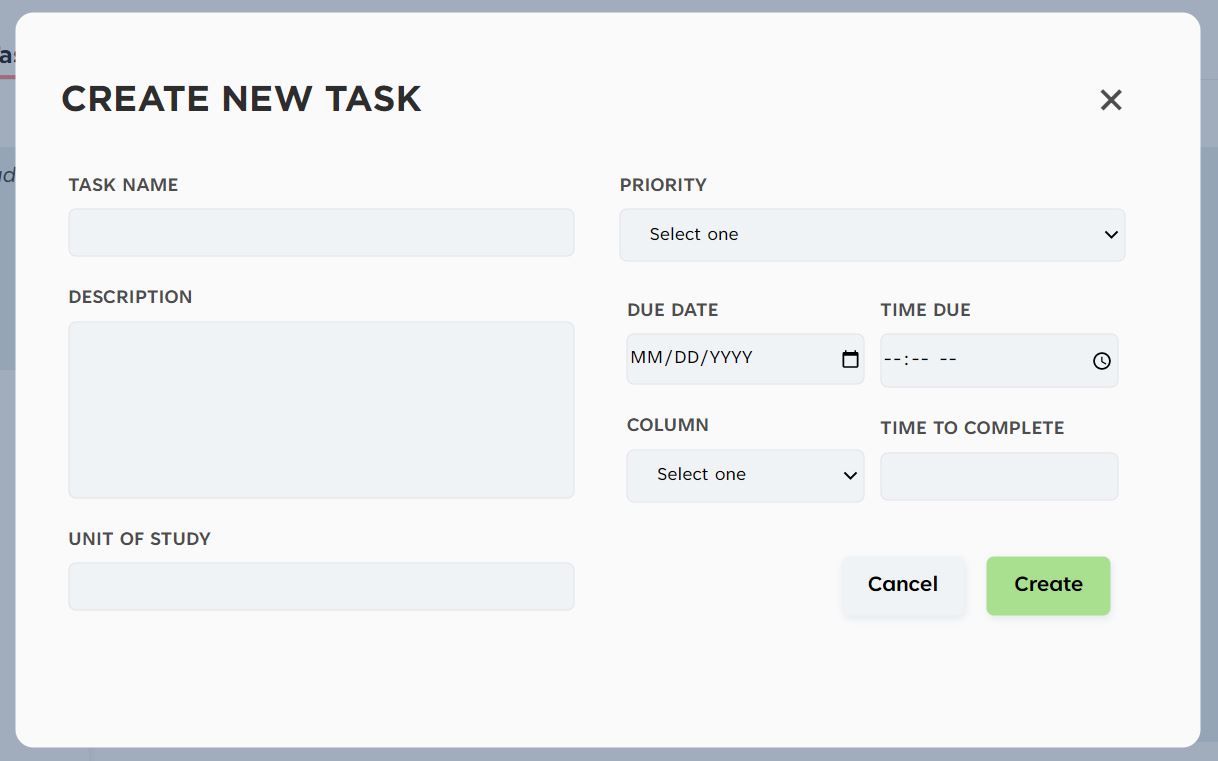 CREATE NEW TASK
TASK NAME
PRIORITY
Select one
DESCRIPTION
DUE DATE
TIME DUE
MM/DD/YYYY
--:-- --
COLUMN
TIME TO COMPLETE
Select one
UNIT OF STUDY
Cancel
Create